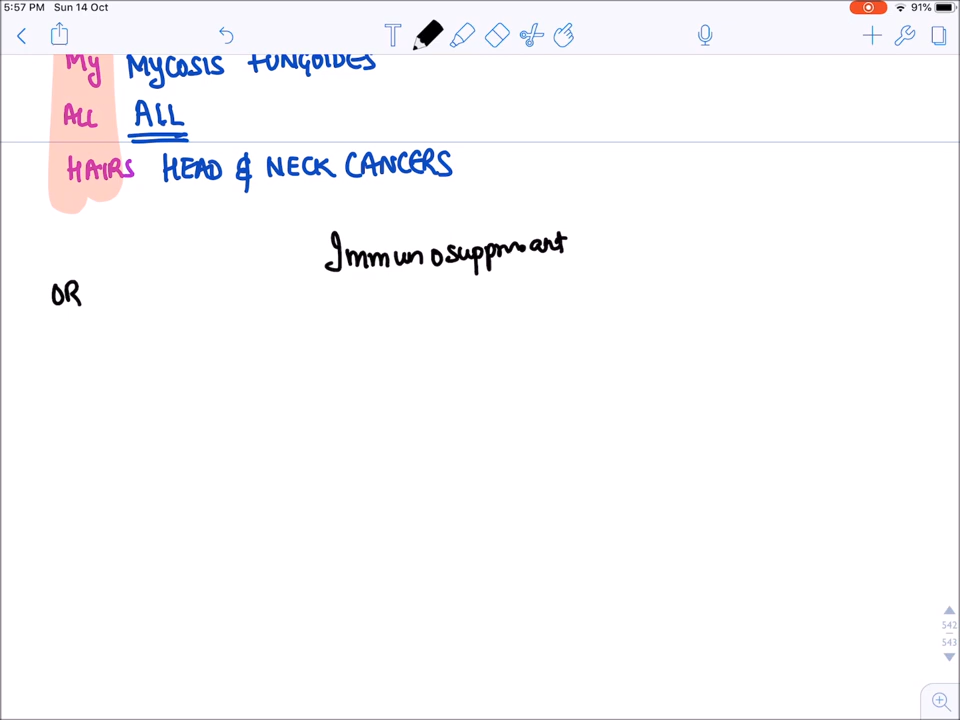 5:57 PM Sun 14 Oct 91%
T
My MYCOSIS FUNGOIDES
ALL ALL
HAIRS HEAD & NECK CANCERS
OR
542
543